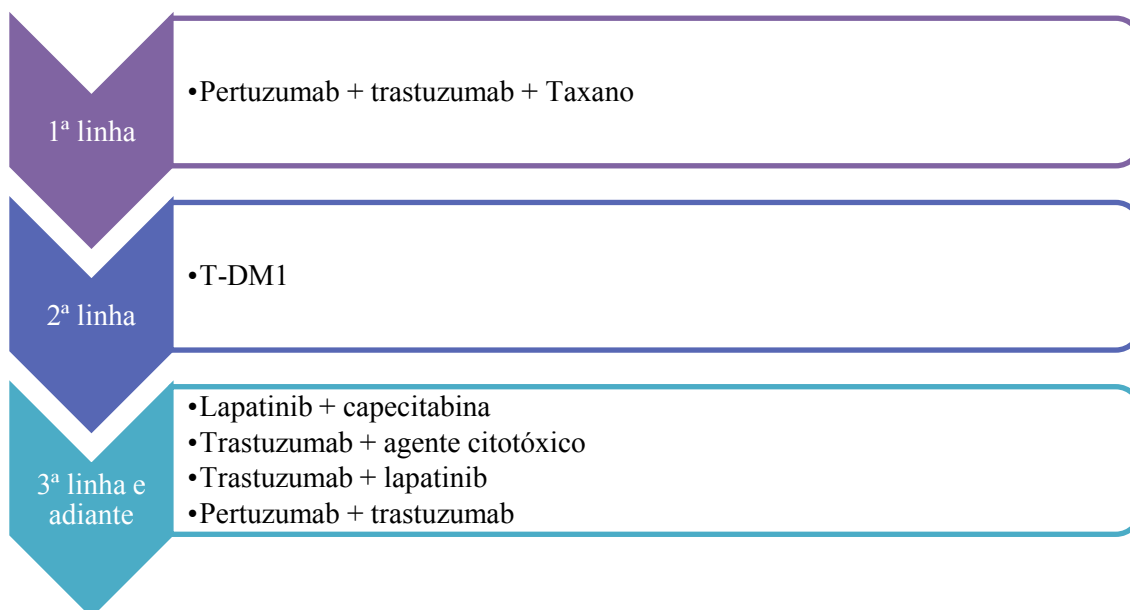 1ª linha
•Pertuzumab + trastuzumab + Taxano
2ª linha
•T-DM1
3ª linha e
adiante
•Lapatinib + capecitabina
•Trastuzumab + agente citotóxico
•Trastuzumab + lapatinib
•Pertuzumab + trastuzumab